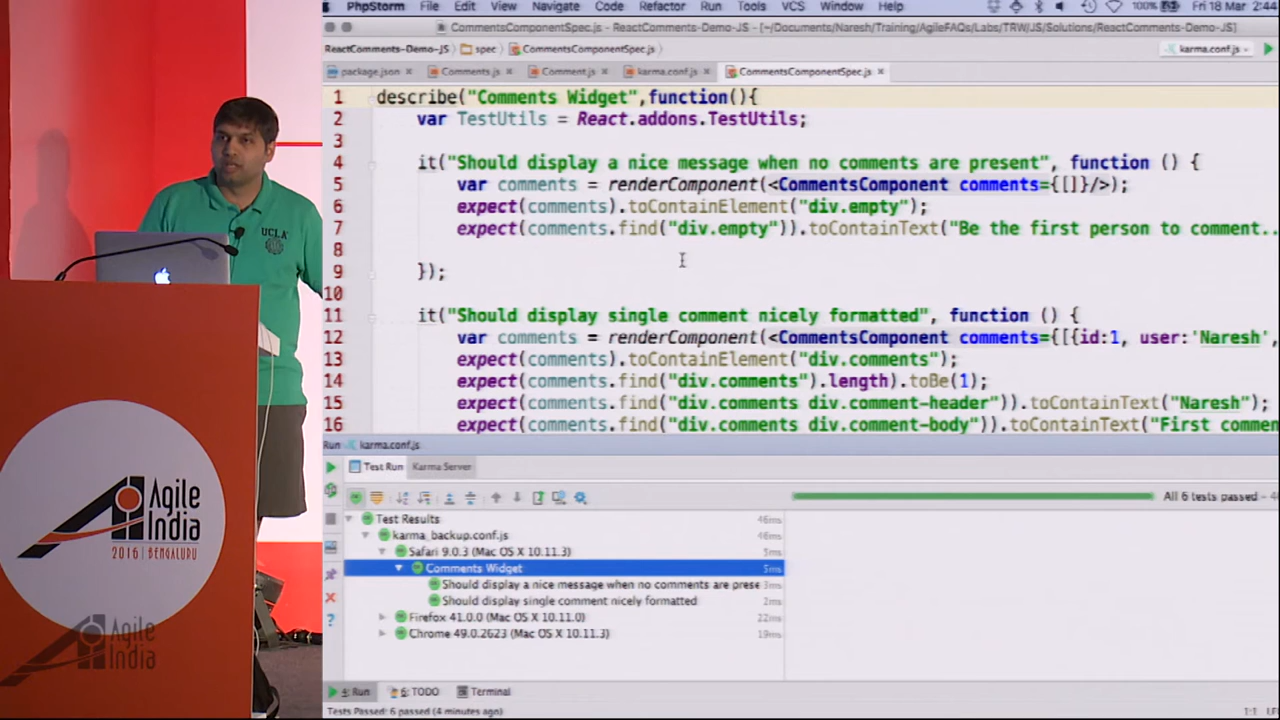 PhpStorm File Edit View Navigate Code Refactor Run Tools VCS Window Help 100% Fri 18 Mar 2:44
CommentsComponentSpec.js - ReactComments-Demo-JS - [~/Documents/Naresh/Training/AgileFAQs/Labs/TRW/JS/Solutions/ReactComments-Demo-JS]
ReactComments-Demo-JS spec CommentsComponentSpec.js karma.conf.js
package.json Comments.js Comment.js karma.conf.js CommentsComponentSpec.js
1 describe("Comments Widget",function(){
2 var TestUtils = React.addons.TestUtils;
3
4 it("Should display a nice message when no comments are present", function () {
5 var comments = renderComponent(<CommentsComponent comments={[]}/>);
6 expect(comments).toContainElement("div.empty");
7 expect(comments.find("div.empty")).toContainText("Be the first person to comment..
8
9 });
10
11 it("Should display single comment nicely formatted", function () {
12 var comments = renderComponent(<CommentsComponent comments={[{id:1, user:'Naresh'
13 expect(comments).toContainElement("div.comments");
14 expect(comments.find("div.comments").length).toBe(1);
15 expect(comments.find("div.comments div.comment-header")).toContainText("Naresh");
16 expect(comments.find("div.comments div.comment-body")).toContainText("First commen
Run karma.conf.js
Test Run Karma Server
All 6 tests passed – 4
Test Results 46ms
karma_backup.conf.js 46ms
Safari 9.0.3 (Mac OS X 10.11.3) 5ms
Comments Widget 5ms
Should display a nice message when no comments are prese 3ms
Should display single comment nicely formatted 2ms
Firefox 41.0.0 (Mac OS X 10.11.0) 22ms
Chrome 49.0.2623 (Mac OS X 10.11.3) 19ms
4: Run 6: TODO Terminal
Tests Passed: 6 passed (4 minutes ago) 1:1
UCLA
Agile
India
2016 | BENGALURU
Agile
India